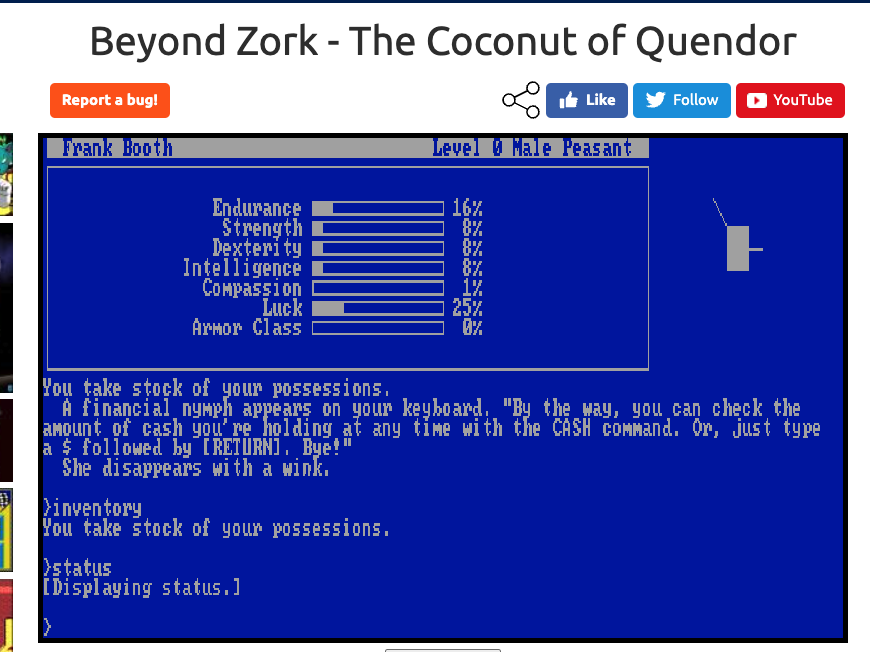 Beyond Zork - The Coconut of Quendor
Report a bug!
Like
Follow
YouTube
Frank Booth Level 0 Male Peasant
Endurance 16%
Strength 8%
Dexterity 8%
Intelligence 8%
Compassion 1%
Luck 25%
Armor Class 0%
You take stock of your possessions.
A financial nymph appears on your keyboard. "By the way, you can check the
amount of cash you're holding at any time with the CASH command. Or, just type
a $ followed by [RETURN]. Bye!"
She disappears with a wink.
>inventory
You take stock of your possessions.
>status
[Displaying status.]
>